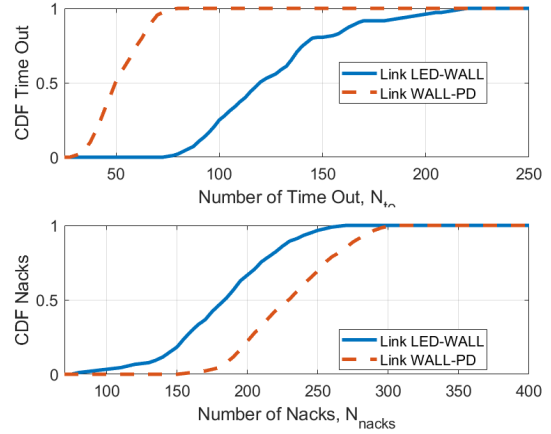 1
0.5
0
CDF Time Out
Link LED-WALL
Link WALL-PD
50 100 150 200 250
Number of Time Out, N_to
1
0.5
0
CDF Nacks
Link LED-WALL
Link WALL-PD
100 150 200 250 300 350 400
Number of Nacks, N_nacks